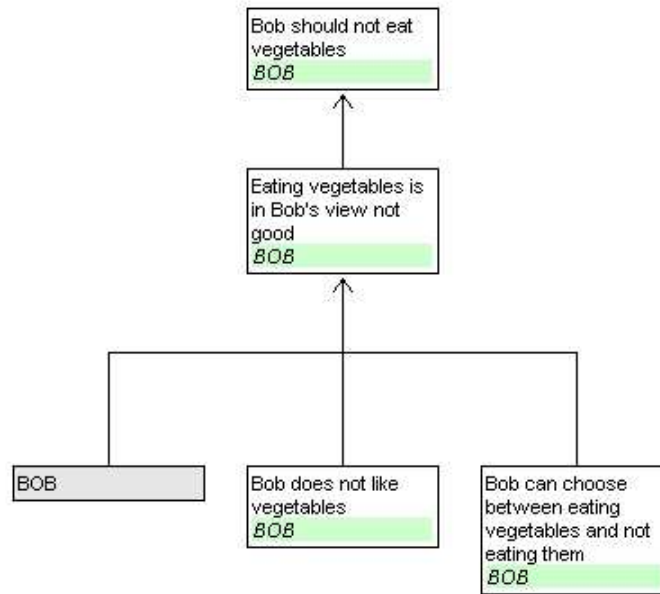 Bob should not eat
vegetables
BOB
Eating vegetables is
in Bob's view not
good
BOB
BOB
Bob does not like
vegetables
BOB
Bob can choose
between eating
vegetables and not
eating them
BOB